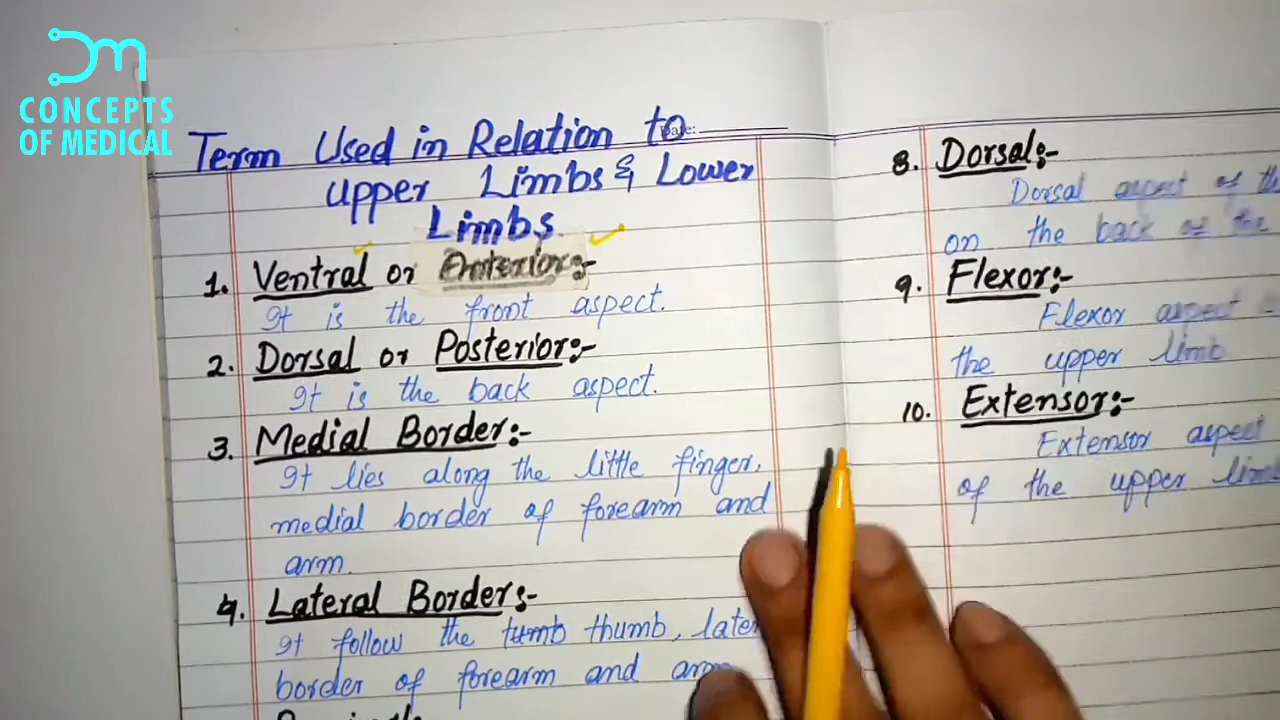 DM
CONCEPTS
OF MEDICAL
Date:
Term Used in Relation to
Upper Limbs & Lower
Limbs.
1. Ventral or Anterior:-
It is the front aspect.
2. Dorsal or Posterior:-
It is the back aspect.
3. Medial Border:-
It lies along the little finger,
medial border of forearm and
arm.
4. Lateral Border:-
It follow the tumb thumb,
border of forearm and arm
8. Dorsal:-
Dorsal aspect of
on the back of the
9. Flexor:-
Flexor aspect
the upper limb
10. Extensor:-
Extensor aspect
of the upper